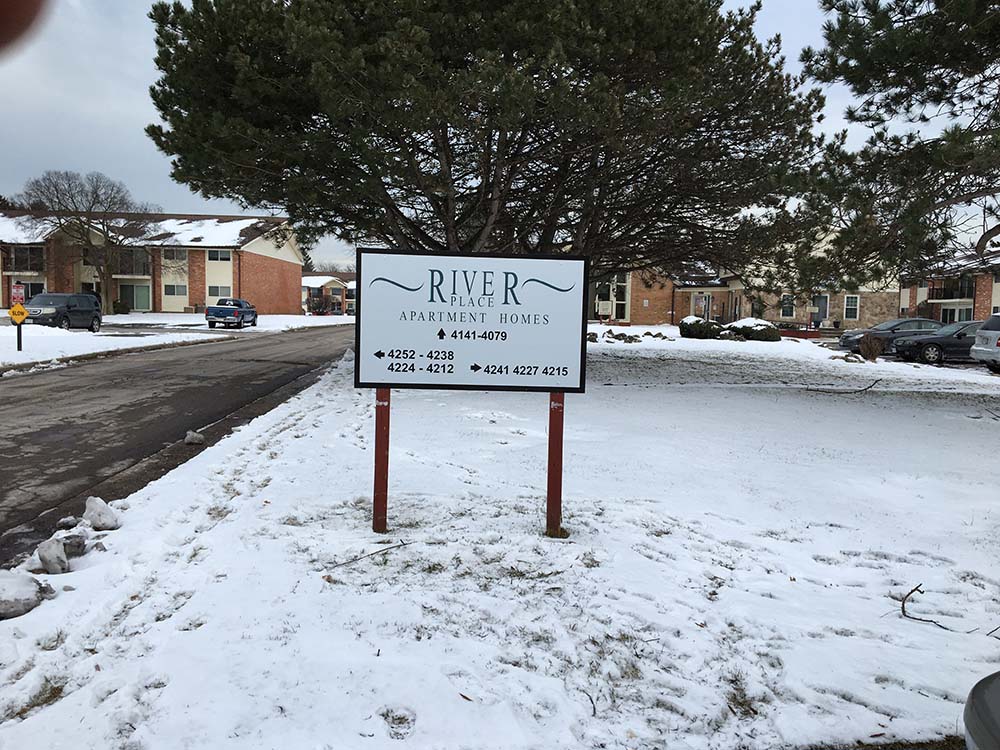 RIVER
PLACE
APARTMENT HOMES
↑ 4141-4079
← 4252 - 4238
4224 - 4212 → 4241 4227 4215
SLOW